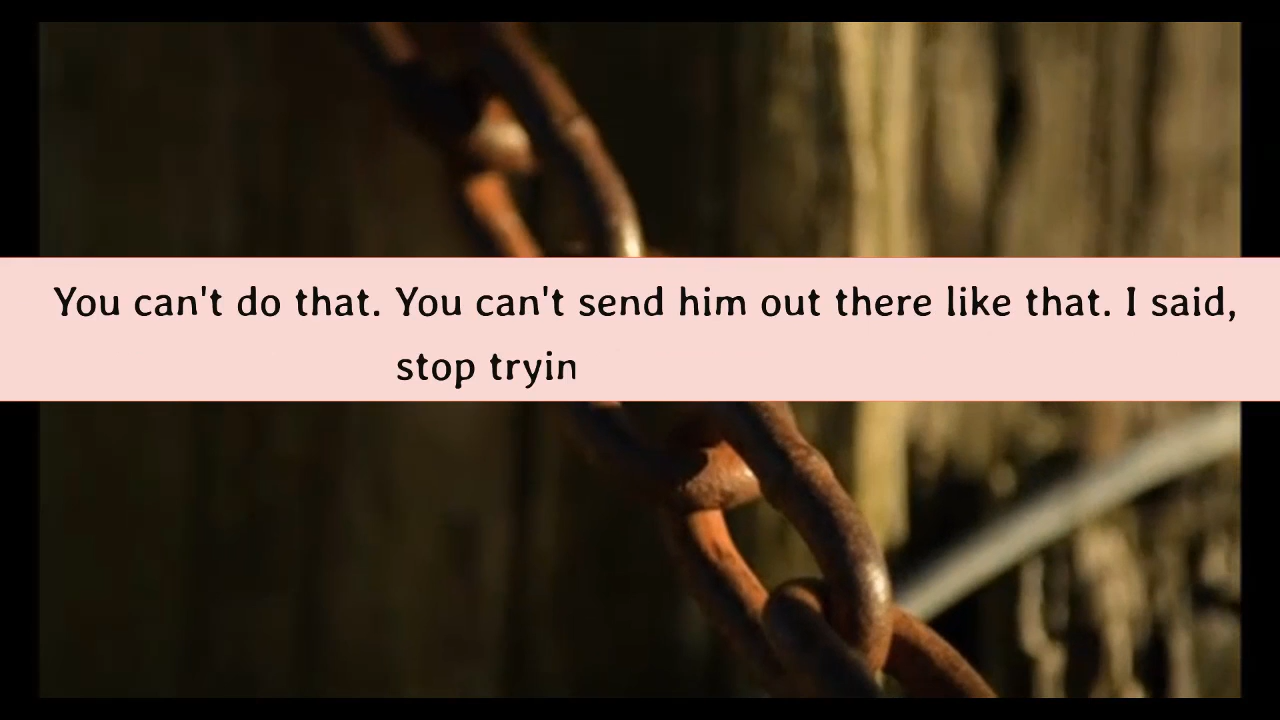 You can't do that. You can't send him out there like that. I said,
stop tryin